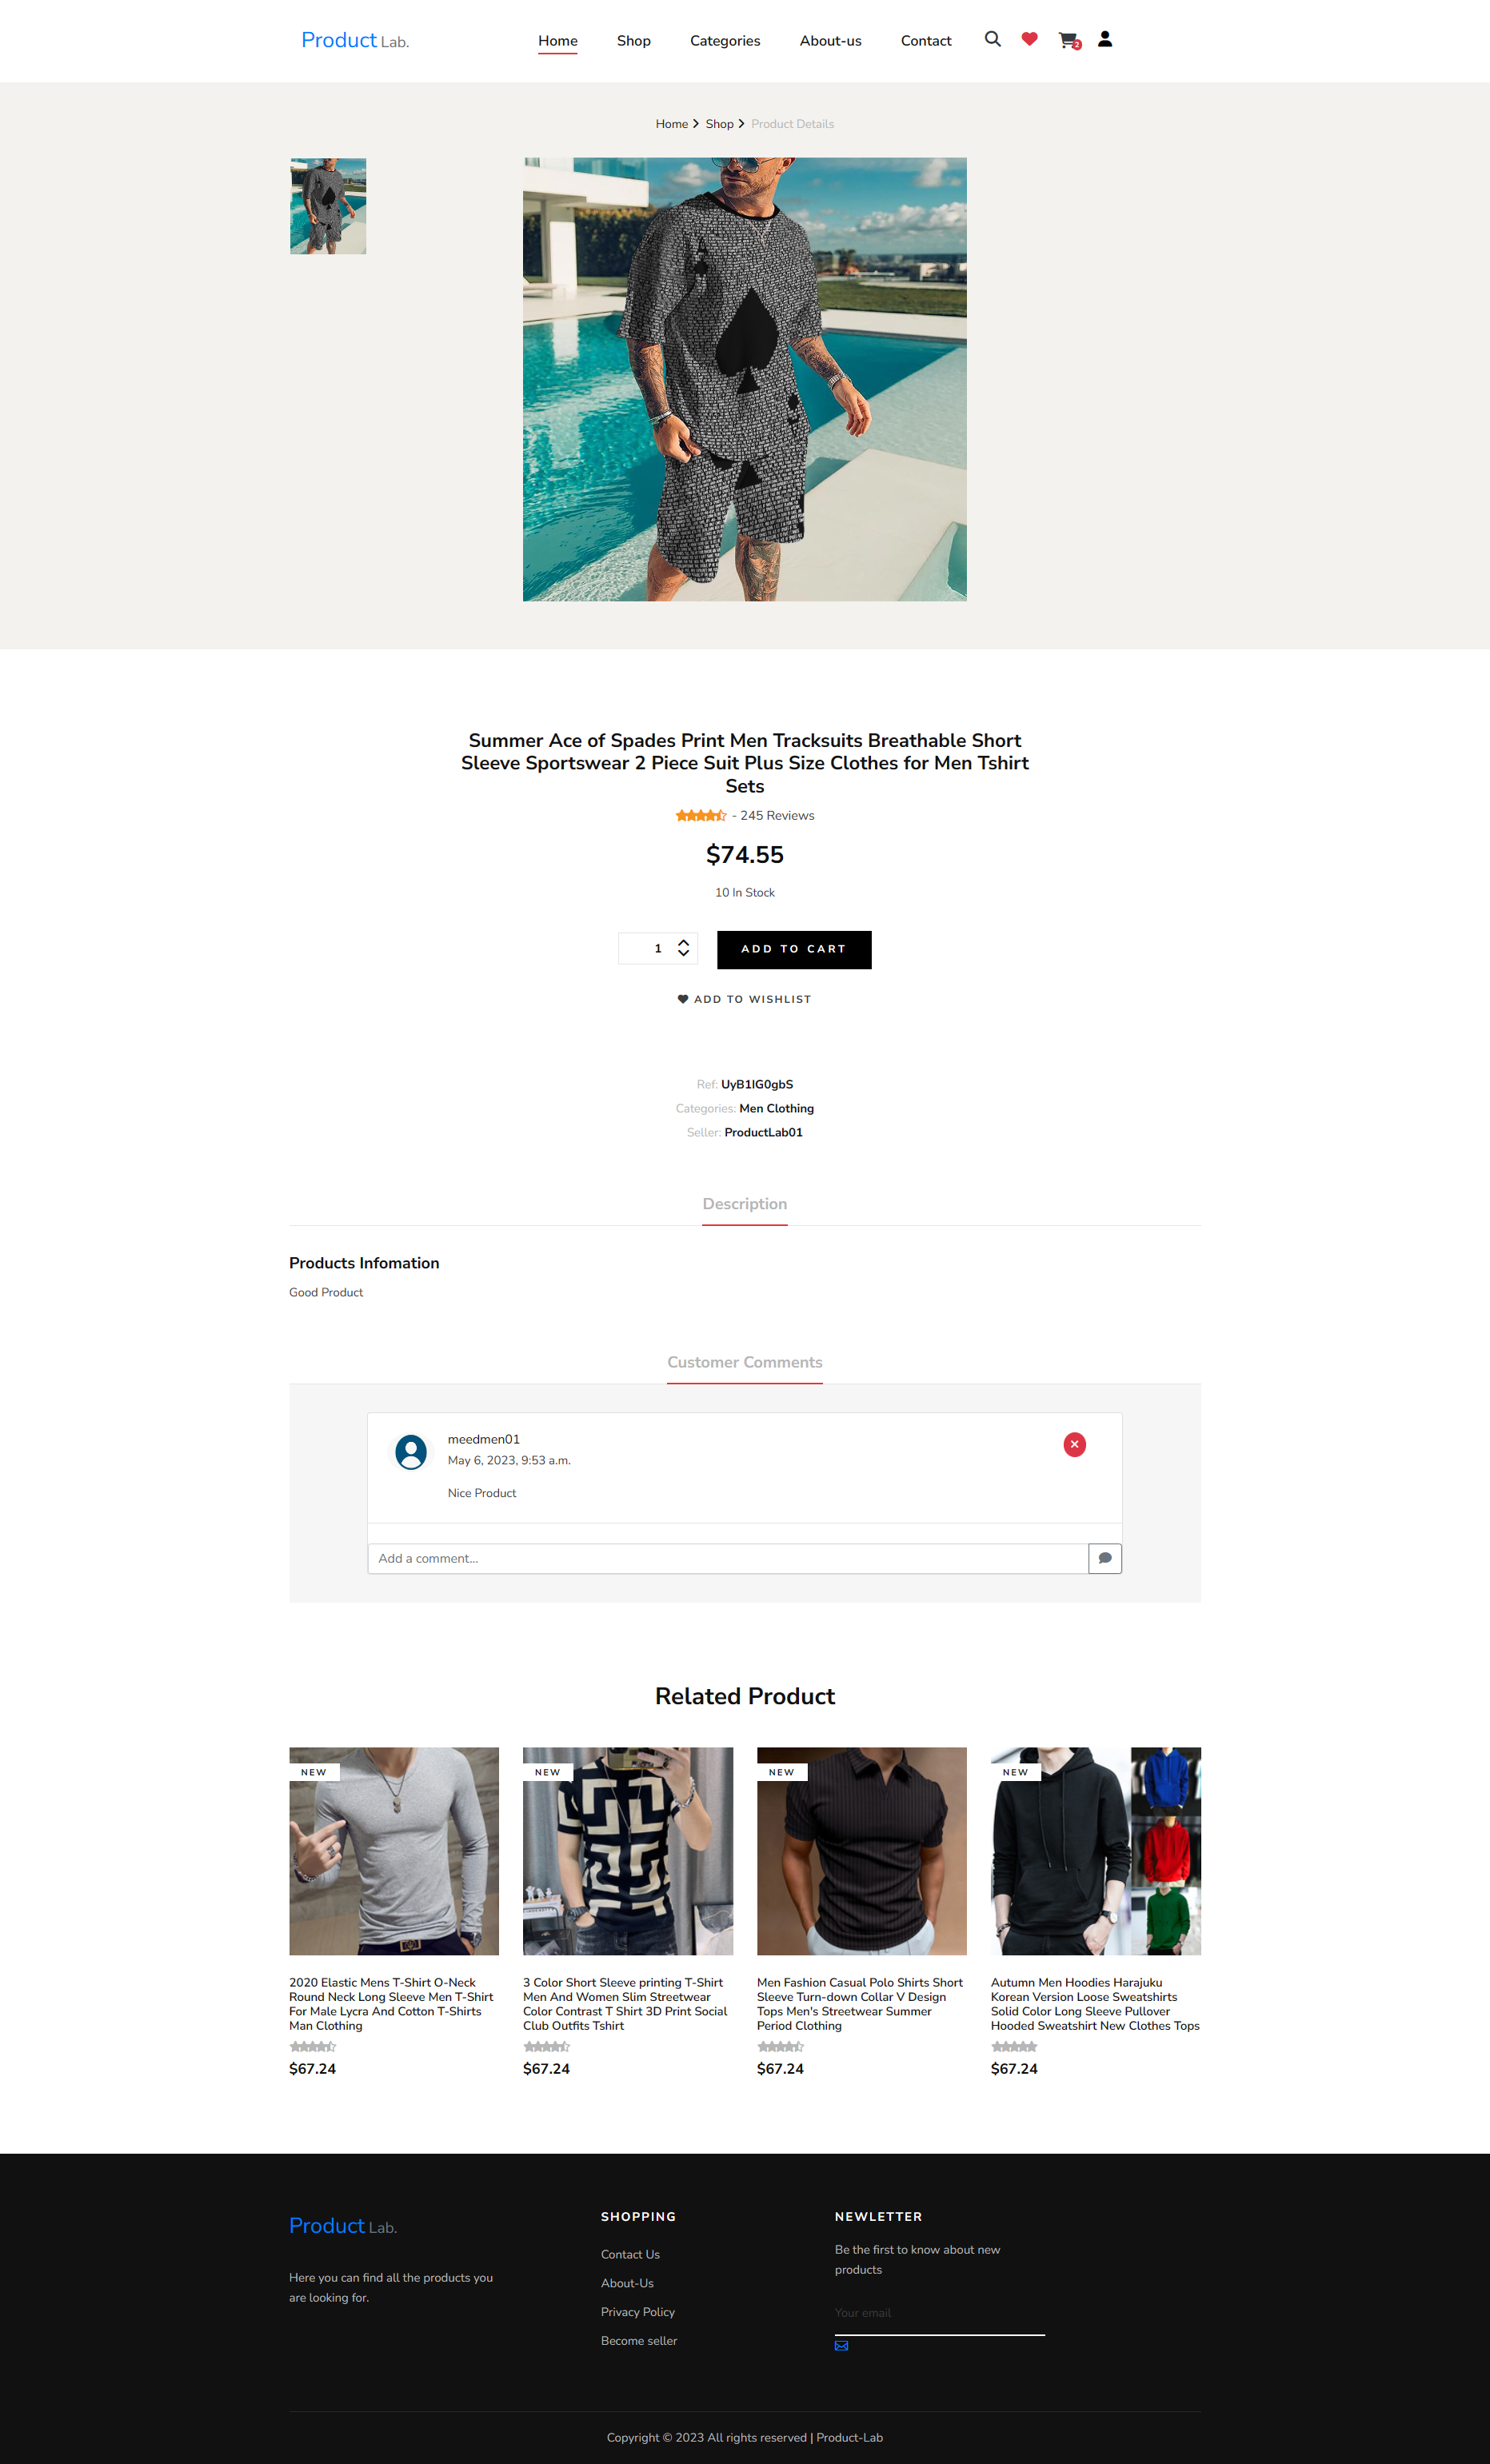 Product Lab.
Home Shop Categories About-us Contact
2
Home Shop Product Details
Summer Ace of Spades Print Men Tracksuits Breathable Short
Sleeve Sportswear 2 Piece Suit Plus Size Clothes for Men Tshirt
Sets
- 245 Reviews
$74.55
10 In Stock
1 ADD TO CART
ADD TO WISHLIST
Ref: UyB1IG0gbS
Categories: Men Clothing
Seller: ProductLab01
Description
Products Infomation
Good Product
Customer Comments
meedmen01
May 6, 2023, 9:53 a.m.
Nice Product
Add a comment...
Related Product
NEW
2020 Elastic Mens T-Shirt O-Neck
Round Neck Long Sleeve Men T-Shirt
For Male Lycra And Cotton T-Shirts
Man Clothing
$67.24
NEW
3 Color Short Sleeve printing T-Shirt
Men And Women Slim Streetwear
Color Contrast T Shirt 3D Print Social
Club Outfits Tshirt
$67.24
NEW
Men Fashion Casual Polo Shirts Short
Sleeve Turn-down Collar V Design
Tops Men's Streetwear Summer
Period Clothing
$67.24
NEW
Autumn Men Hoodies Harajuku
Korean Version Loose Sweatshirts
Solid Color Long Sleeve Pullover
Hooded Sweatshirt New Clothes Tops
$67.24
Product Lab.
Here you can find all the products you
are looking for.
SHOPPING
Contact Us
About-Us
Privacy Policy
Become seller
NEWLETTER
Be the first to know about new
products
Your email
Copyright © 2023 All rights reserved | Product-Lab